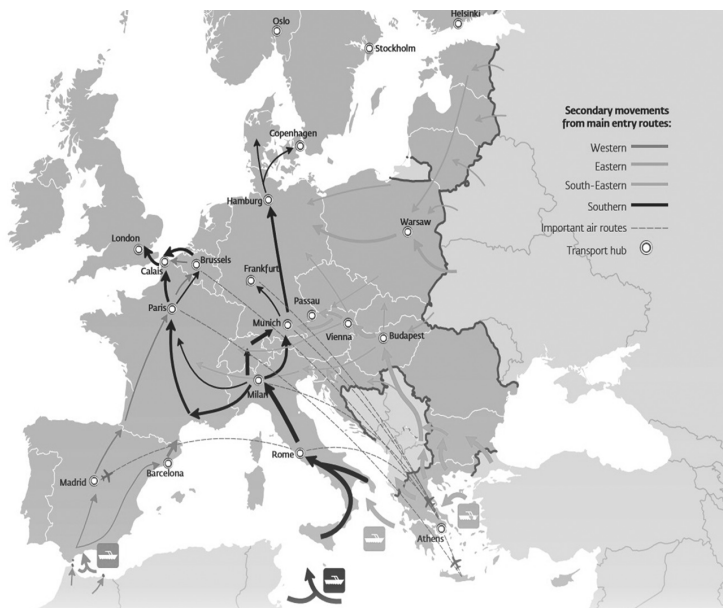 Helsinki
Oslo
Stockholm
Copenhagen
Secondary movements
from main entry routes:
Western
Eastern
South-Eastern
Southern
Important air routes
Transport hub
Hamburg
Warsaw
London
Calais
Brussels
Frankfurt
Passau
Paris
Munich
Vienna
Budapest
Milan
Rome
Madrid
Barcelona
Athens